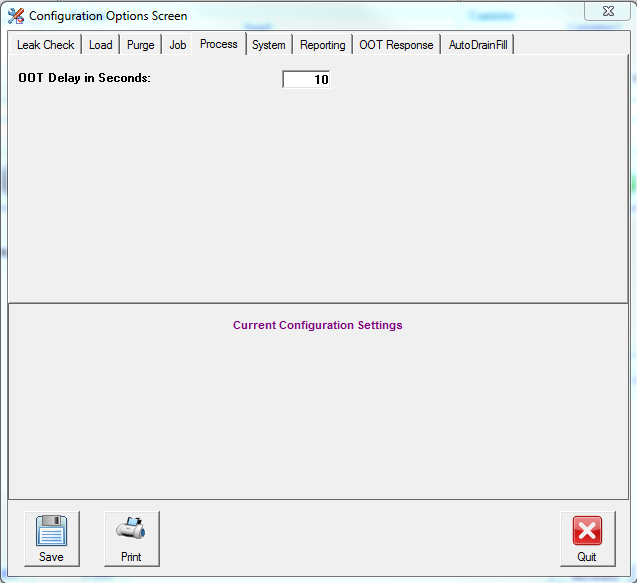 Configuration Options Screen
Leak Check Load Purge Job Process System Reporting OOT Response AutoDrainFill
OOT Delay in Seconds: 10
Current Configuration Settings
Save Print Quit